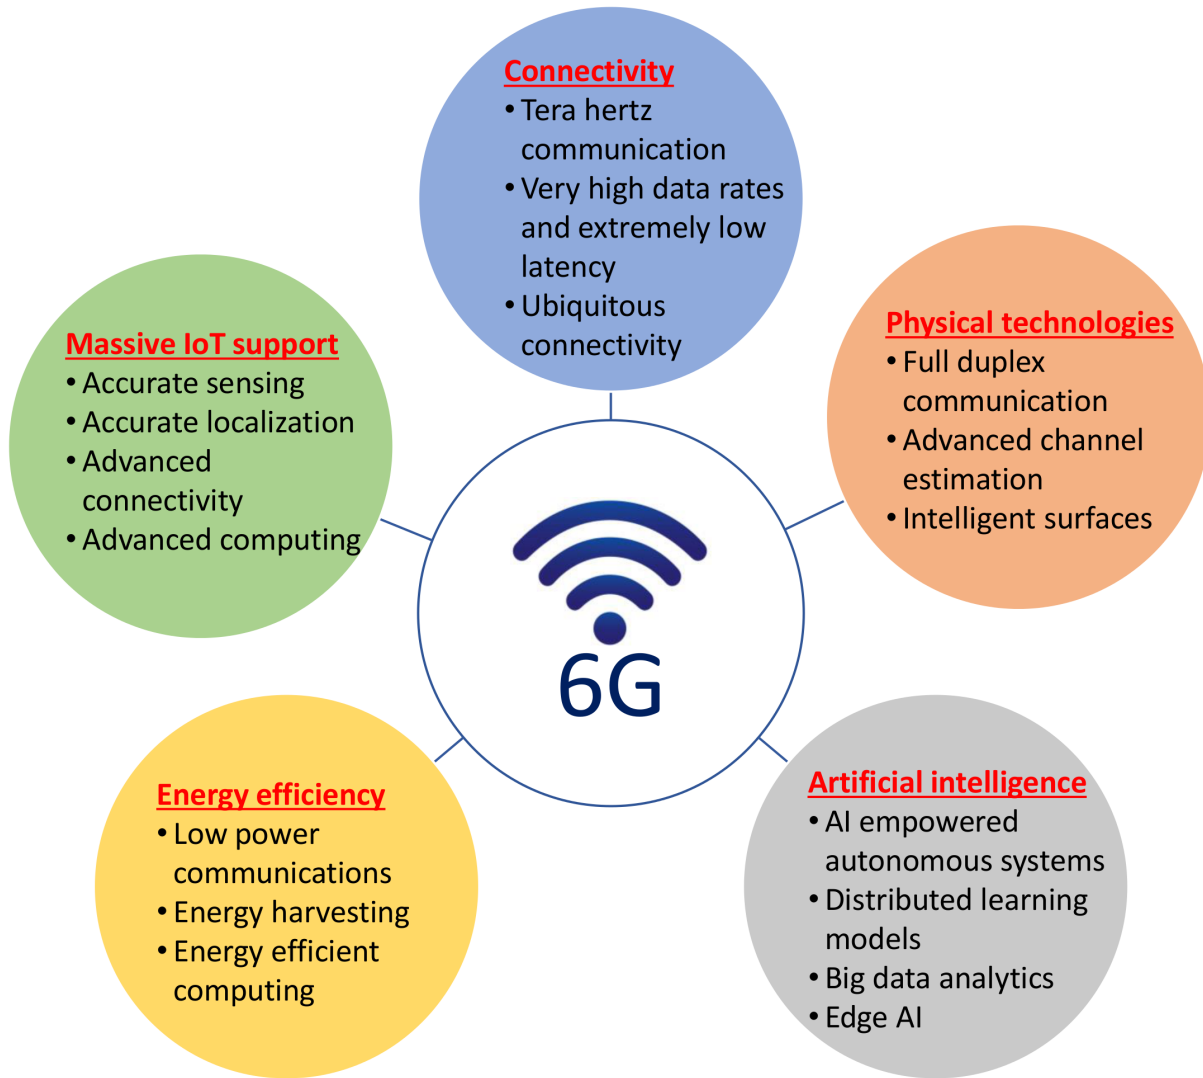 Connectivity
• Tera hertz
communication
• Very high data rates
and extremely low
latency
• Ubiquitous
connectivity
Physical technologies
• Full duplex
communication
• Advanced channel
estimation
• Intelligent surfaces
Massive IoT support
• Accurate sensing
• Accurate localization
• Advanced
connectivity
• Advanced computing
6G
Energy efficiency
• Low power
communications
• Energy harvesting
• Energy efficient
computing
Artificial intelligence
• AI empowered
autonomous systems
• Distributed learning
models
• Big data analytics
• Edge AI